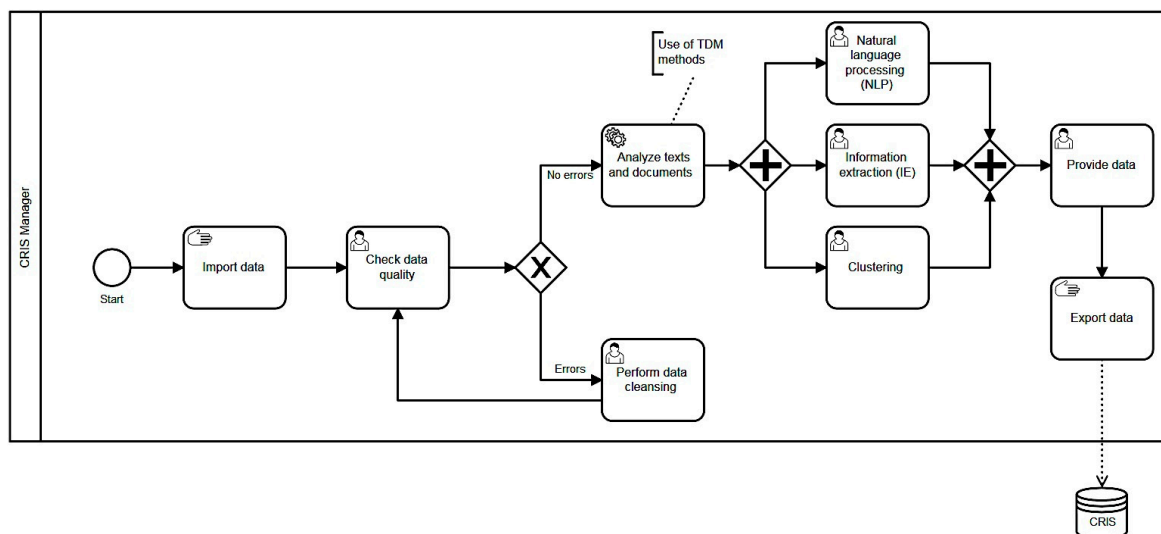 CRIS Manager
Start
Import data
Check data
quality
No errors
Errors
Perform data
cleansing
Use of TDM
methods
Analyze texts
and documents
Natural
language
processing
(NLP)
Information
extraction (IE)
Clustering
Provide data
Export data
CRIS